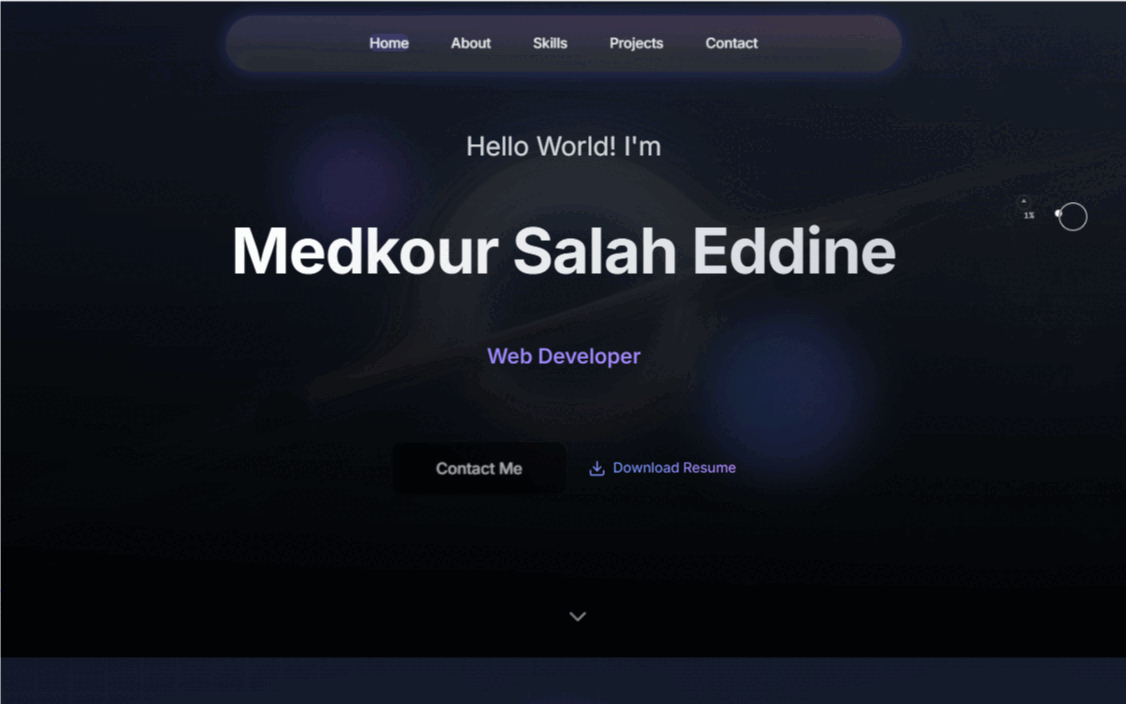 Home About Skills Projects Contact
Hello World! I'm
1%
Medkour Salah Eddine
Web Developer
Contact Me Download Resume